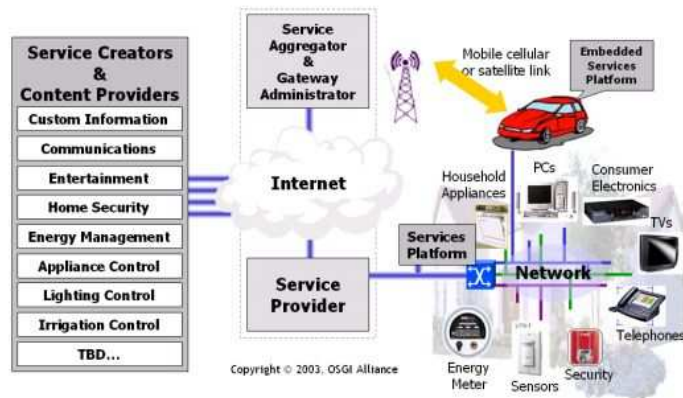 Service Creators
&
Content Providers
Custom Information
Communications
Entertainment
Home Security
Energy Management
Appliance Control
Lighting Control
Irrigation Control
TBD...
Service
Aggregator
&
Gateway
Administrator
Internet
Service
Provider
Copyright © 2003, OSGI Alliance
Mobile cellular
or satellite link
Embedded
Services
Platform
Household
Appliances
PCs
Consumer
Electronics
TVs
Services
Platform
Network
Telephones
Energy
Meter
Sensors
Security